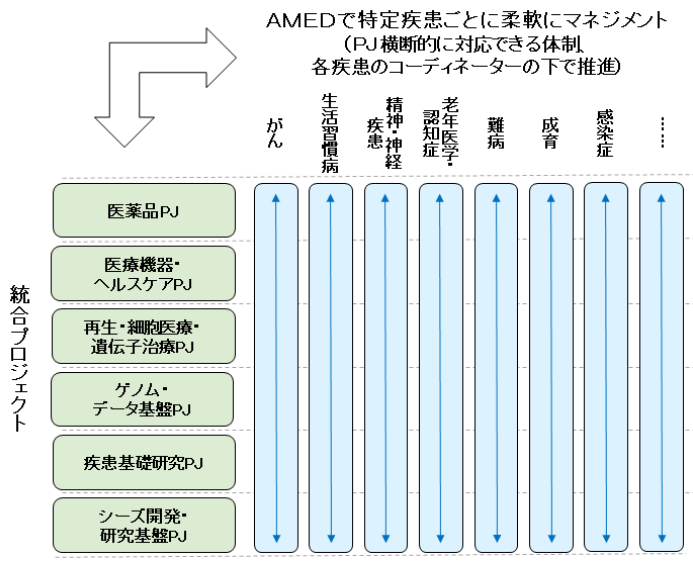 AMEDで特定疾患ごとに柔軟にマネジメント
(PJ横断的に対応できる体制、
各疾患のコーディネーターの下で推進)
がん
生活習慣病
精神・神経
疾患
老年医学・
認知症
難病
成育
感染症
……
統合プロジェクト
医薬品PJ
医療機器・
ヘルスケアPJ
再生・細胞医療・
遺伝子治療PJ
ゲノム・
データ基盤PJ
疾患基礎研究PJ
シーズ開発・
研究基盤PJ